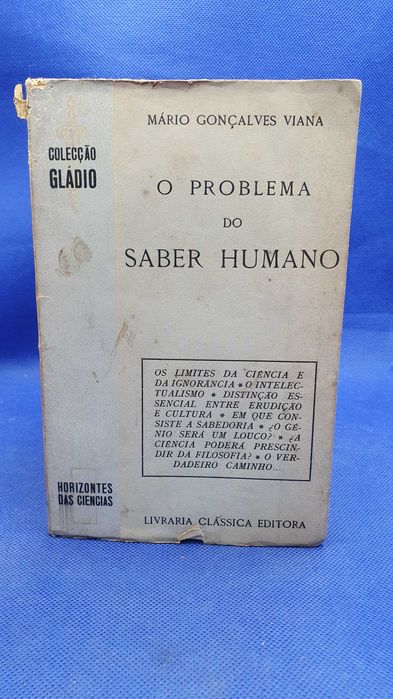 MÁRIO GONÇALVES VIANA
COLECÇÃO
GLÁDIO
O PROBLEMA
DO
SABER HUMANO
OS LIMITES DA CIÊNCIA E
DA IGNORÂNCIA * O INTELEC-
TUALISMO * DISTINÇÃO ES-
SENCIAL ENTRE ERUDIÇÃO
E CULTURA * EM QUE CON-
SISTE A SABEDORIA * ¿O GÉ-
NIO SERÁ UM LOUCO? * ¿A
CIÊNCIA PODERÁ PRESCIN-
DIR DA FILOSOFIA? * O VER-
DADEIRO CAMINHO...
HORIZONTES
DAS CIENCIAS
LIVRARIA CLÁSSICA EDITORA